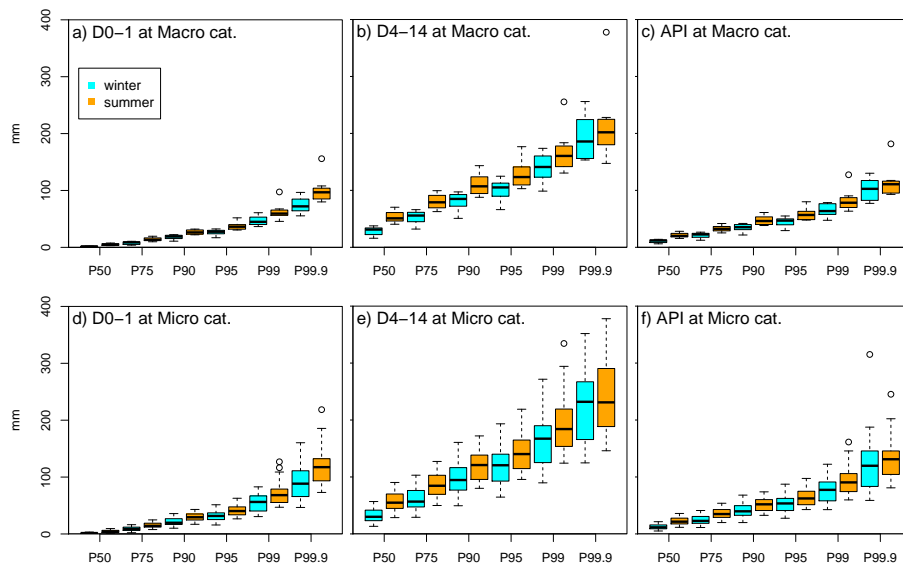 a) D0−1 at Macro cat.
b) D4−14 at Macro cat.
c) API at Macro cat.
400
300
200
100
0
mm
winter
summer
P50 P75 P90 P95 P99 P99.9
P50 P75 P90 P95 P99 P99.9
P50 P75 P90 P95 P99 P99.9
d) D0−1 at Micro cat.
e) D4−14 at Micro cat.
f) API at Micro cat.
400
300
200
100
0
mm
P50 P75 P90 P95 P99 P99.9
P50 P75 P90 P95 P99 P99.9
P50 P75 P90 P95 P99 P99.9